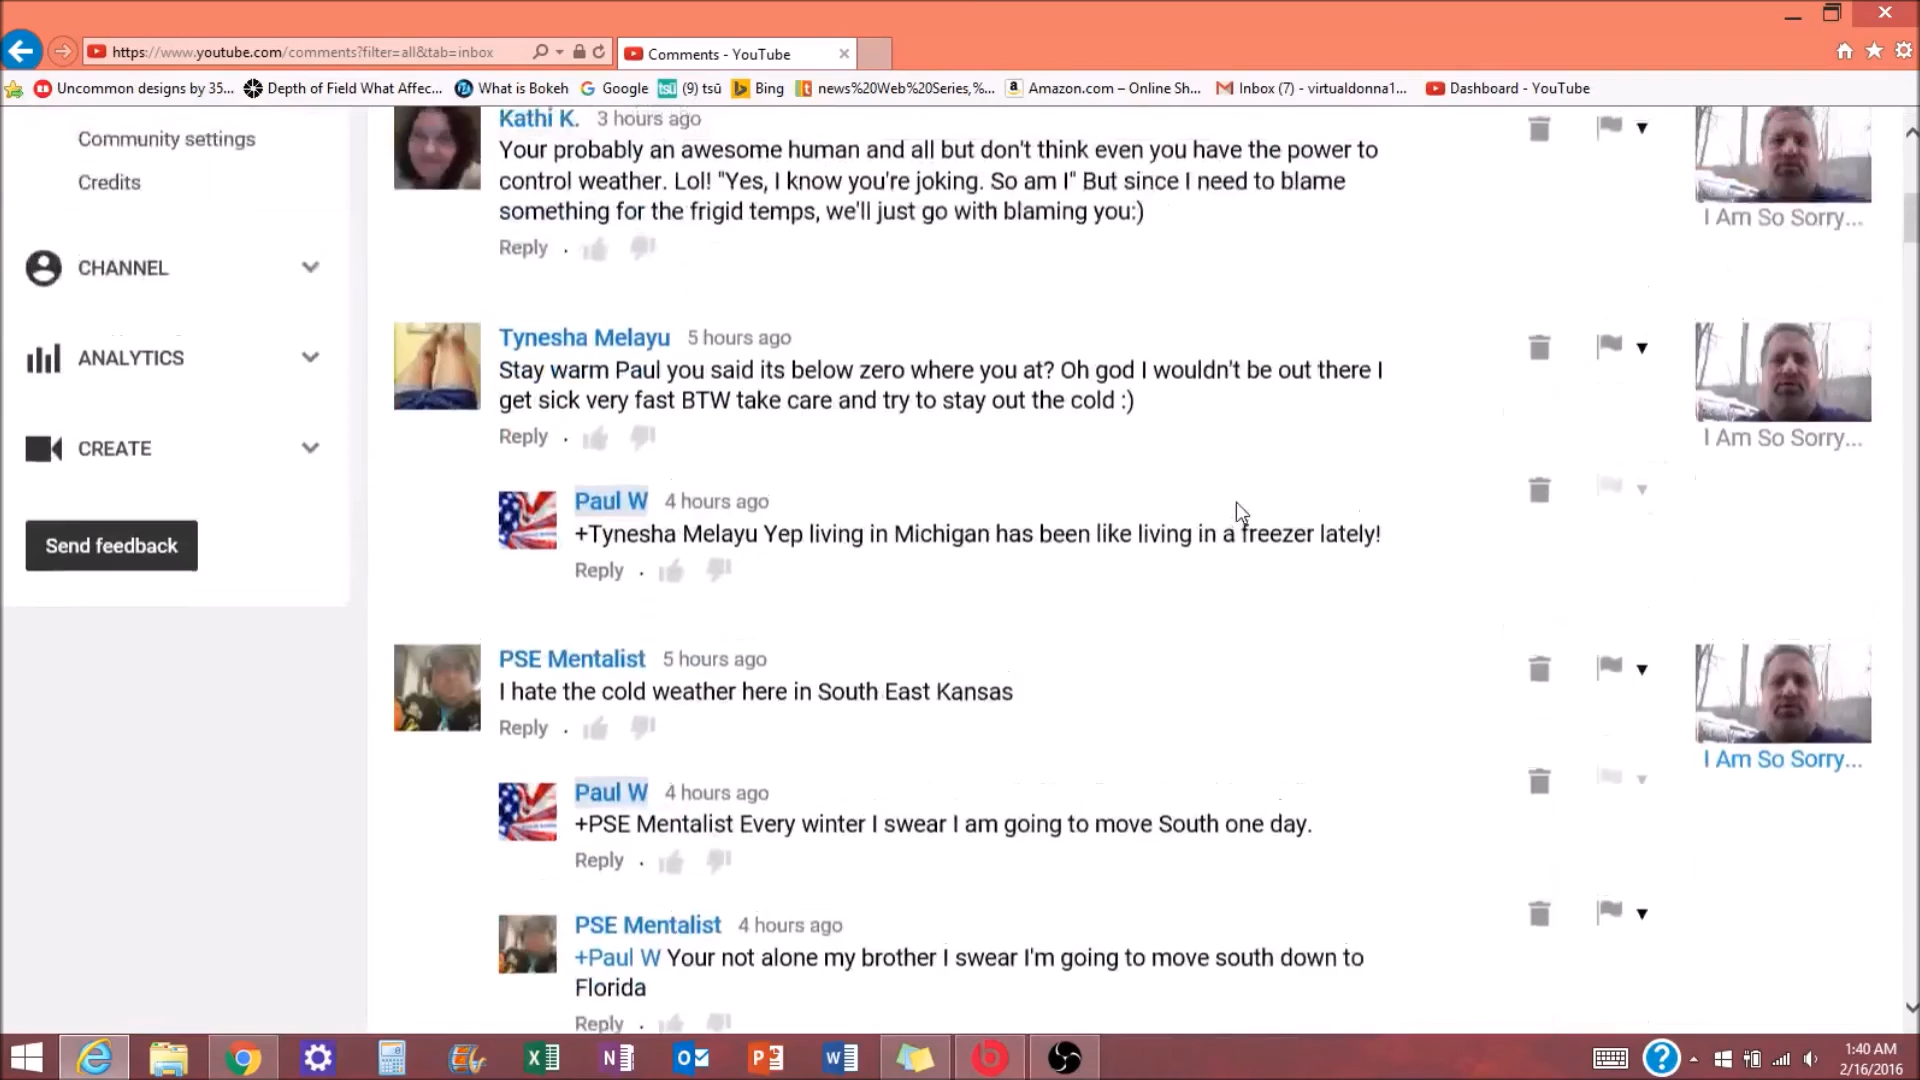 https://www.youtube.com/comments?filter=all&tab=inbox
Comments - YouTube
Uncommon designs by 35...
Depth of Field What Affec...
What is Bokeh
Google
(9) tsū
Bing
news%20Web%20Series,%...
Amazon.com – Online Sh...
Inbox (7) - virtualdonna1...
Dashboard - YouTube
Community settings
Credits
CHANNEL
ANALYTICS
CREATE
Send feedback
Kathi K. 3 hours ago
Your probably an awesome human and all but don't think even you have the power to
control weather. Lol! "Yes, I know you're joking. So am I" But since I need to blame
something for the frigid temps, we'll just go with blaming you:)
Reply .
I Am So Sorry...
Tynesha Melayu 5 hours ago
Stay warm Paul you said its below zero where you at? Oh god I wouldn't be out there I
get sick very fast BTW take care and try to stay out the cold :)
Reply .
I Am So Sorry...
Paul W 4 hours ago
+Tynesha Melayu Yep living in Michigan has been like living in a freezer lately!
Reply .
PSE Mentalist 5 hours ago
I hate the cold weather here in South East Kansas
Reply .
I Am So Sorry...
Paul W 4 hours ago
+PSE Mentalist Every winter I swear I am going to move South one day.
Reply .
PSE Mentalist 4 hours ago
+Paul W Your not alone my brother I swear I'm going to move south down to
Florida
Reply .
1:40 AM
2/16/2016